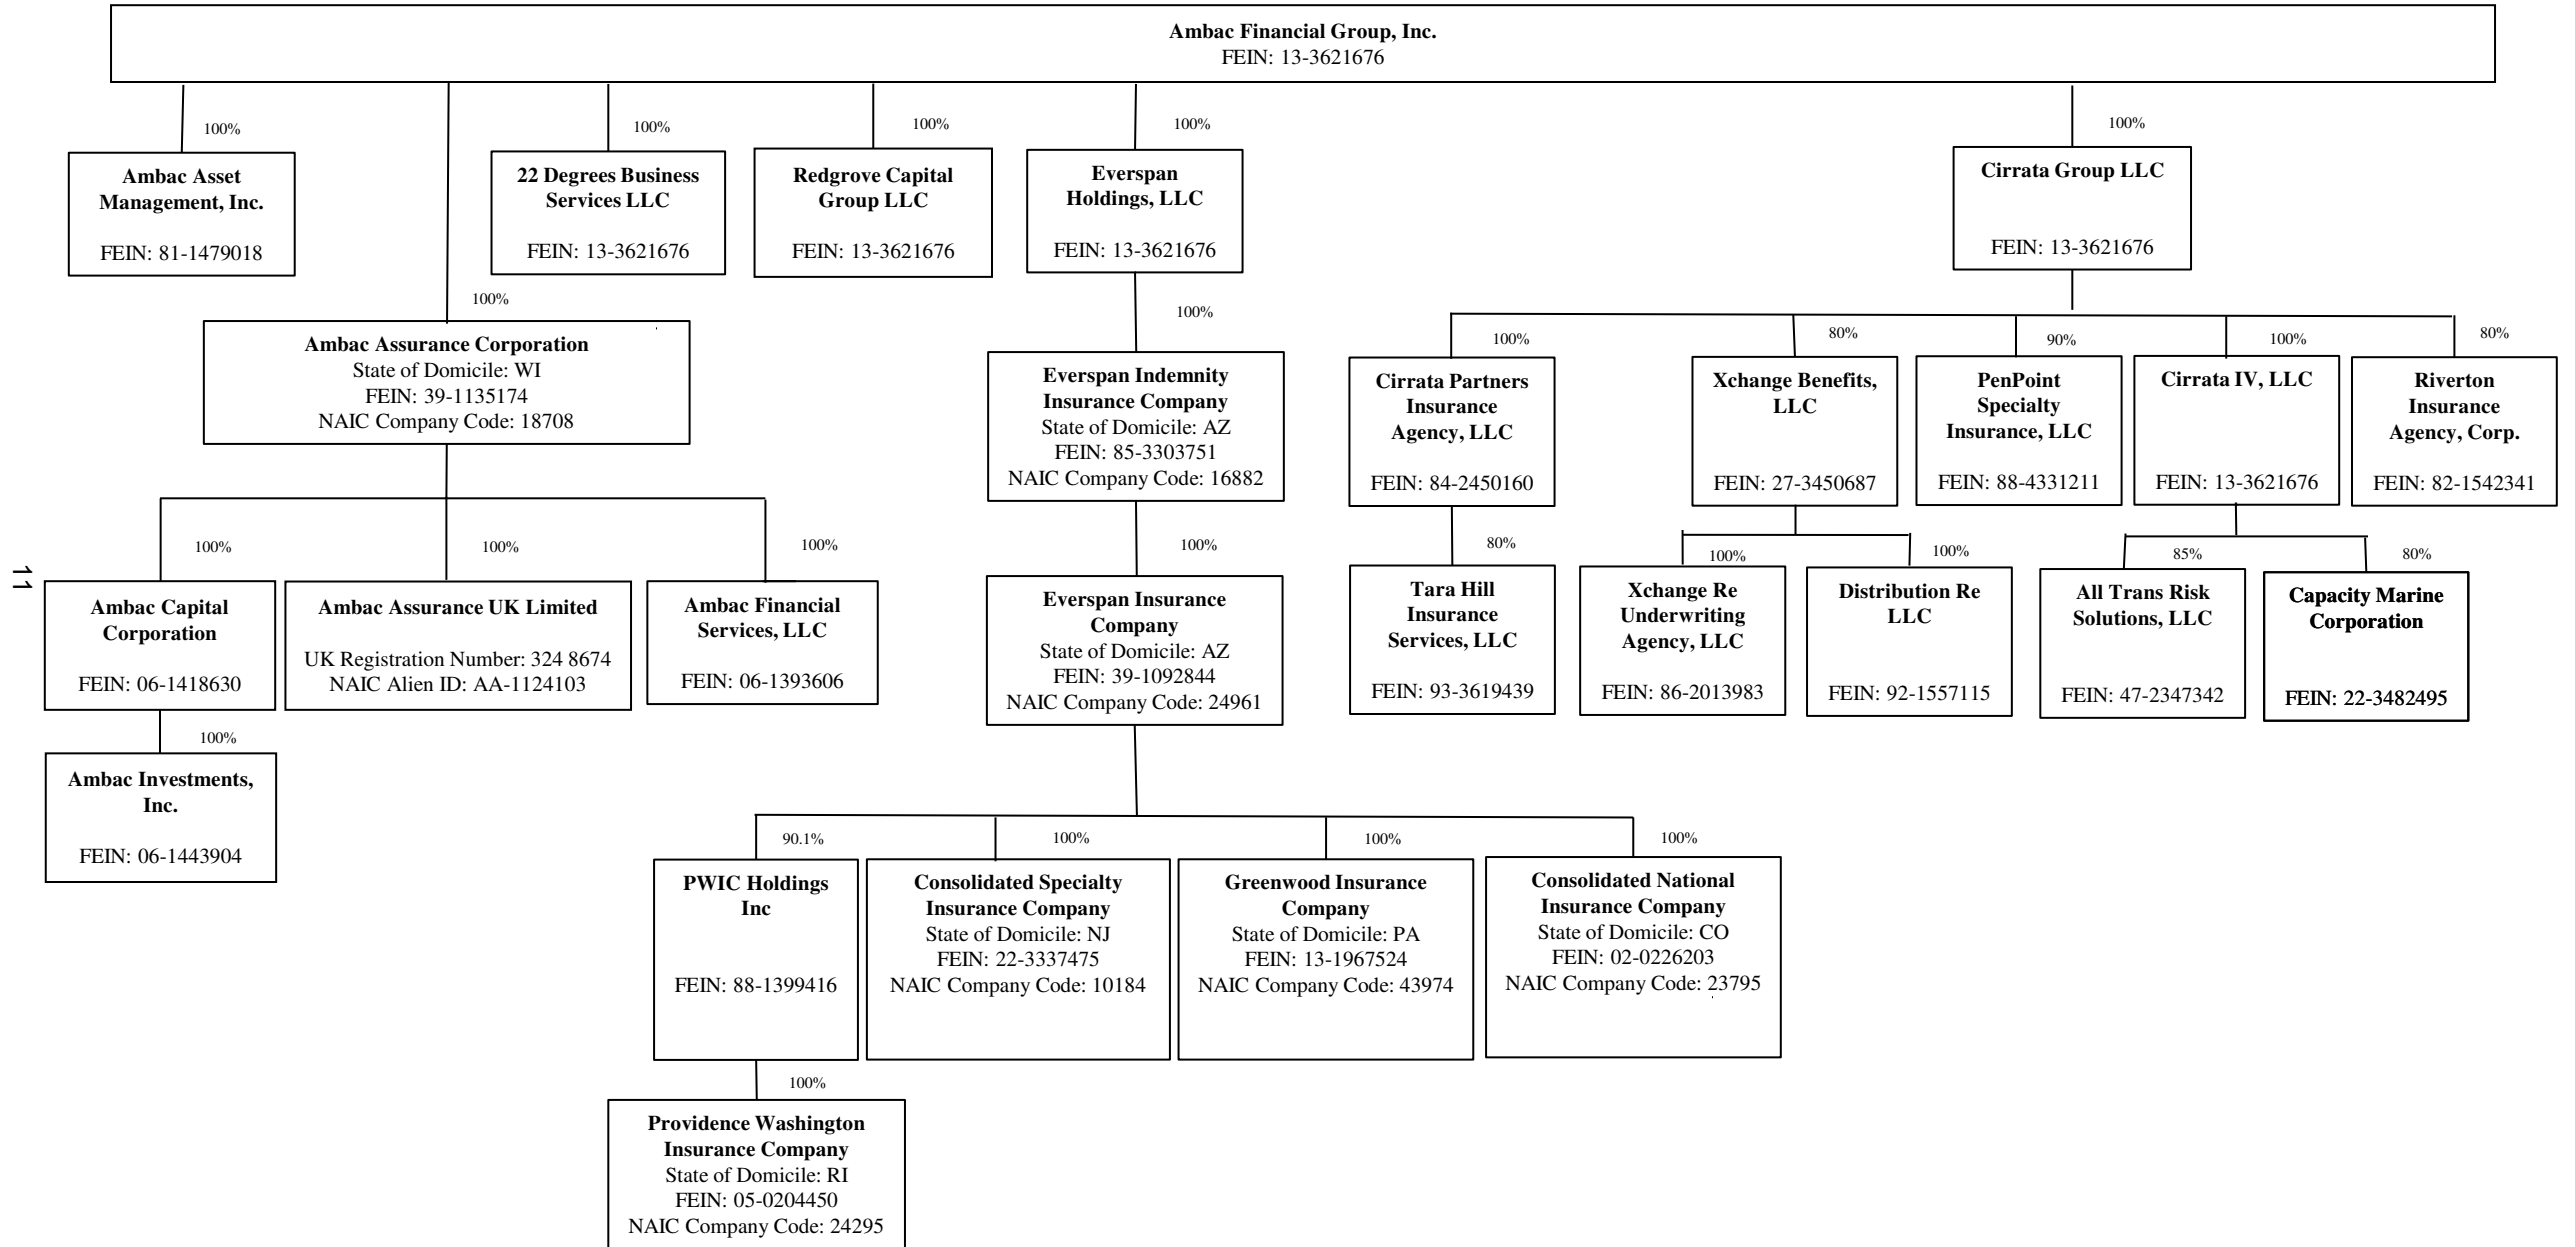 Ambac Financial Group, Inc.
FEIN: 13-3621676
100%
Ambac Asset
Management, Inc.
FEIN: 81-1479018
100%
22 Degrees Business
Services LLC
FEIN: 13-3621676
100%
Redgrove Capital
Group LLC
FEIN: 13-3621676
100%
Everspan
Holdings, LLC
FEIN: 13-3621676
100%
Cirrata Group LLC
FEIN: 13-3621676
100%
Ambac Assurance Corporation
State of Domicile: WI
FEIN: 39-1135174
NAIC Company Code: 18708
100%
Everspan Indemnity
Insurance Company
State of Domicile: AZ
FEIN: 85-3303751
NAIC Company Code: 16882
100%
Cirrata Partners
Insurance
Agency, LLC
FEIN: 84-2450160
80%
Xchange Benefits,
LLC
FEIN: 27-3450687
90%
PenPoint
Specialty
Insurance, LLC
FEIN: 88-4331211
100%
Cirrata IV, LLC
FEIN: 13-3621676
80%
Riverton
Insurance
Agency, Corp.
FEIN: 82-1542341
11
100%
Ambac Capital
Corporation
FEIN: 06-1418630
100%
Ambac Assurance UK Limited
UK Registration Number: 324 8674
NAIC Alien ID: AA-1124103
100%
Ambac Financial
Services, LLC
FEIN: 06-1393606
100%
Everspan Insurance
Company
State of Domicile: AZ
FEIN: 39-1092844
NAIC Company Code: 24961
80%
Tara Hill
Insurance
Services, LLC
FEIN: 93-3619439
100%
Xchange Re
Underwriting
Agency, LLC
FEIN: 86-2013983
100%
Distribution Re
LLC
FEIN: 92-1557115
85%
All Trans Risk
Solutions, LLC
FEIN: 47-2347342
80%
Capacity Marine
Corporation
FEIN: 22-3482495
100%
Ambac Investments,
Inc.
FEIN: 06-1443904
90.1%
PWIC Holdings
Inc
FEIN: 88-1399416
100%
Consolidated Specialty
Insurance Company
State of Domicile: NJ
FEIN: 22-3337475
NAIC Company Code: 10184
100%
Greenwood Insurance
Company
State of Domicile: PA
FEIN: 13-1967524
NAIC Company Code: 43974
100%
Consolidated National
Insurance Company
State of Domicile: CO
FEIN: 02-0226203
NAIC Company Code: 23795
100%
Providence Washington
Insurance Company
State of Domicile: RI
FEIN: 05-0204450
NAIC Company Code: 24295